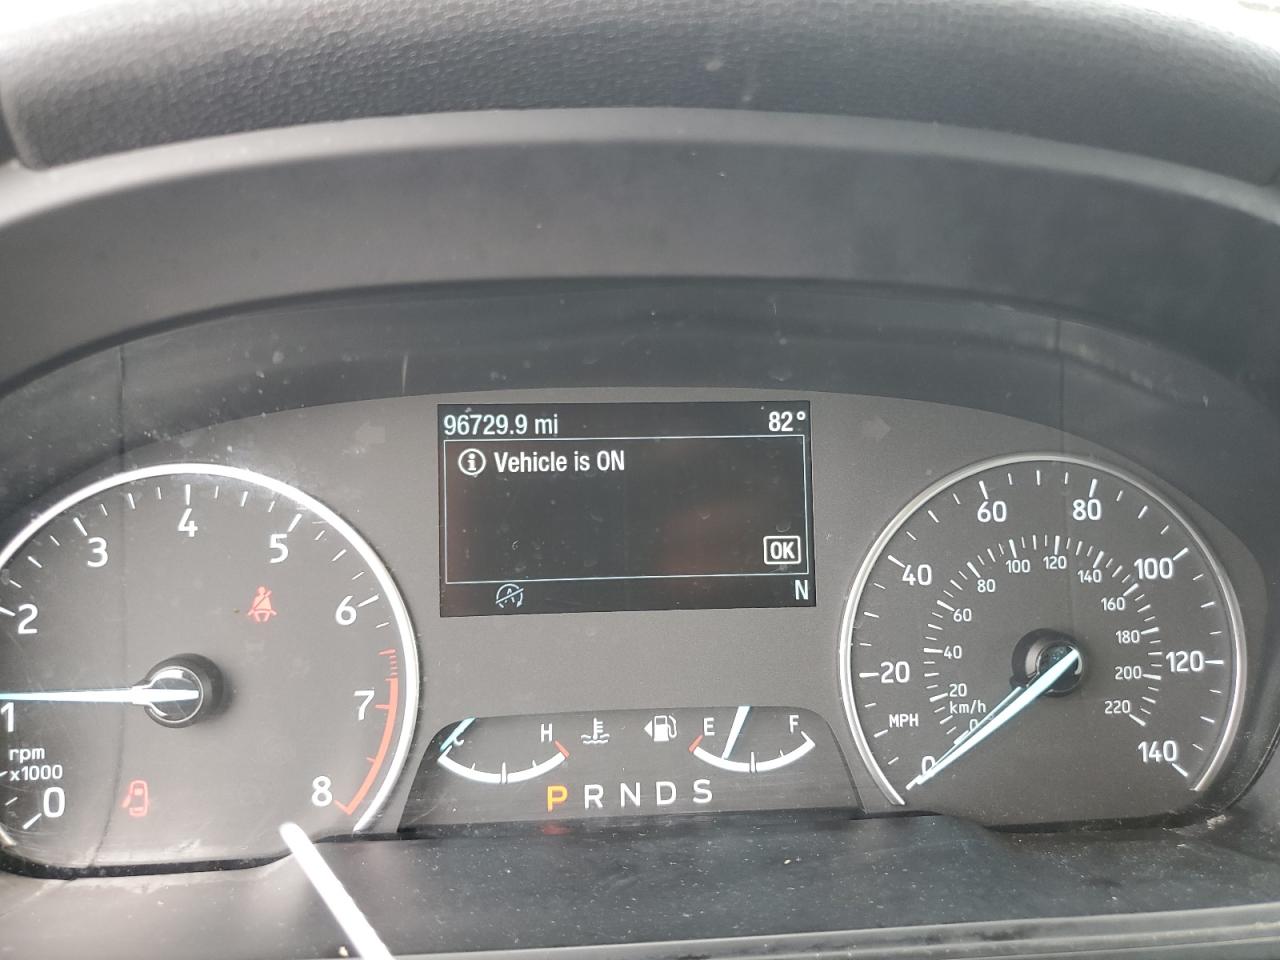 96729.9 mi 82°
i Vehicle is ON
OK
N
1 2 3 4 5 6 7 8
rpm
x1000
0
C H E F
P R N D S
0 20 40 60 80 100 120 140
MPH
km/h
0 20 40 60 80 100 120 140 160 180 200 220